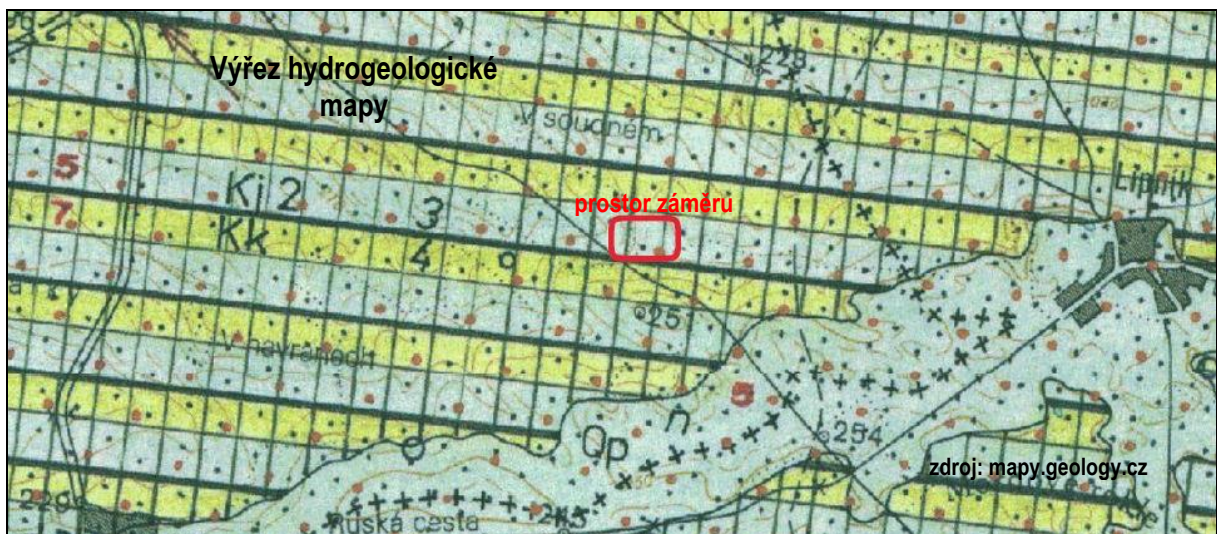 Výřez hydrogeologické
mapy
229
V soudném
5
Kj 2
3
prostor záměru
Lipník
7
Kk
4
251
V havranech
5
n
Qp
254
zdroj: mapy.geology.cz
229
Ruská cesta